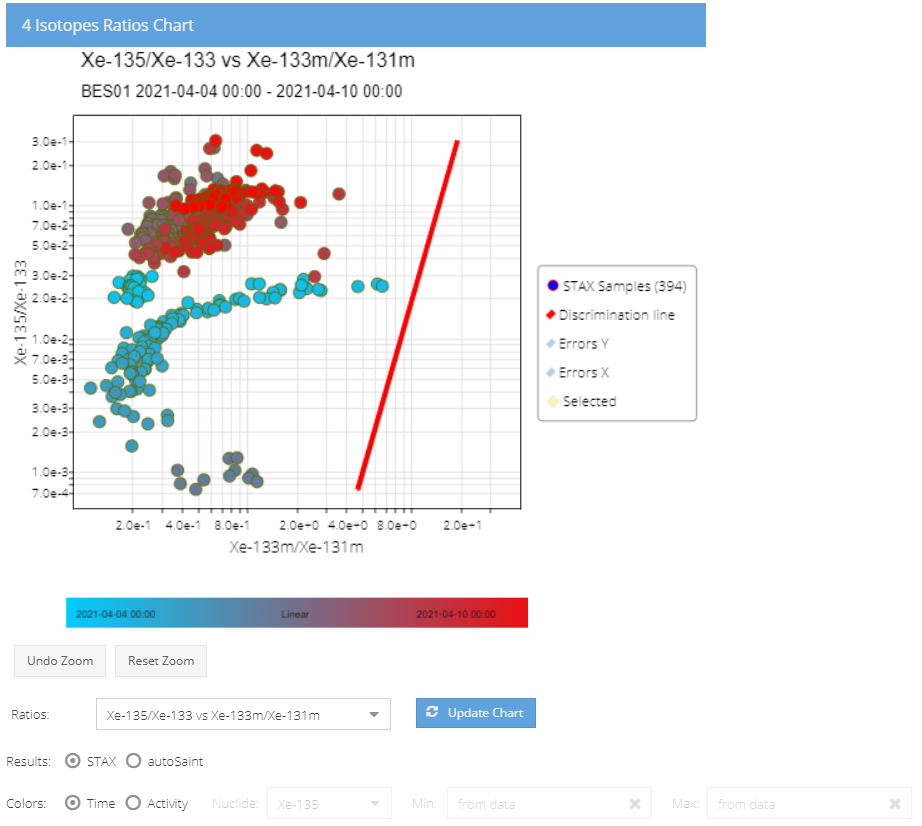 4 Isotopes Ratios Chart
Xe-135/Xe-133 vs Xe-133m/Xe-131m
BES01 2021-04-04 00:00 - 2021-04-10 00:00
3.0e-1
2.0e-1
1.0e-1
7.0e-2
5.0e-2
3.0e-2
2.0e-2
1.0e-2
7.0e-3
5.0e-3
3.0e-3
2.0e-3
1.0e-3
7.0e-4
Xe-135/Xe-133
2.0e-1 4.0e-1 8.0e-1 2.0e+0 4.0e+0 8.0e+0 2.0e+1
Xe-133m/Xe-131m
STAX Samples (394)
Discrimination line
Errors Y
Errors X
Selected
2021-04-04 00:00 Linear 2021-04-10 00:00
Undo Zoom Reset Zoom
Ratios: Xe-135/Xe-133 vs Xe-133m/Xe-131m Update Chart
Results: STAX autoSaint
Colors: Time Activity Nuclide: Xe-135 Min: from data Max: from data